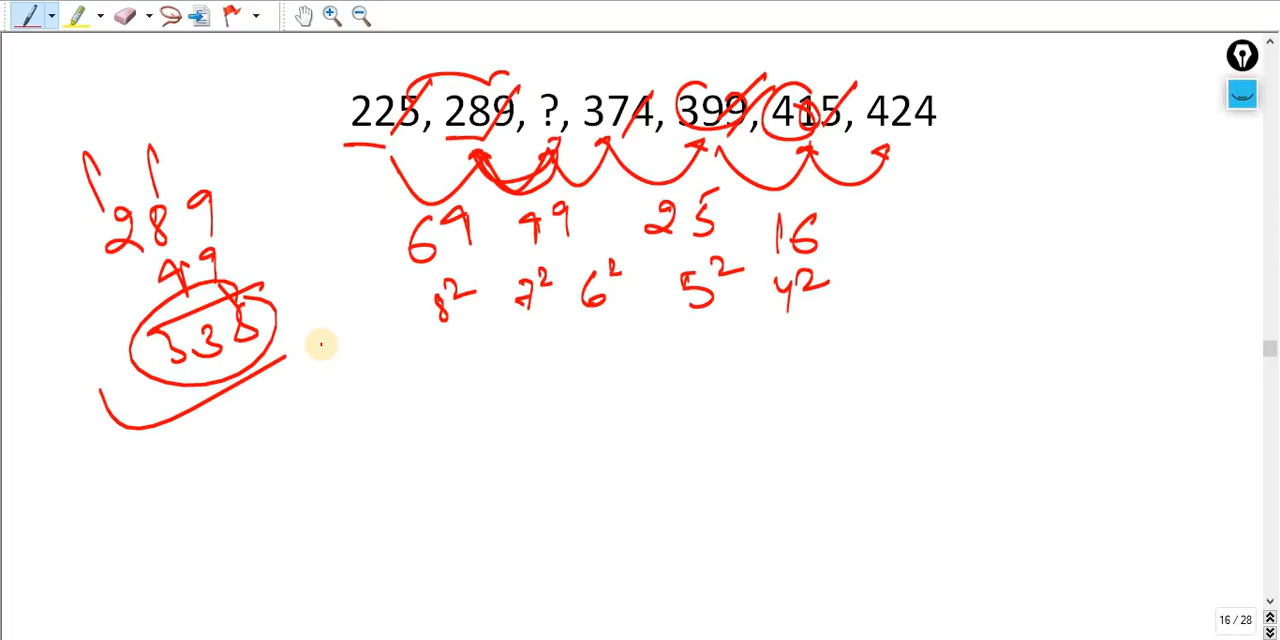 225, 289, ?, 374, 399, 415, 424
289
49
338
64 49 25 16
8² 7² 6² 5² 4²
16 / 28